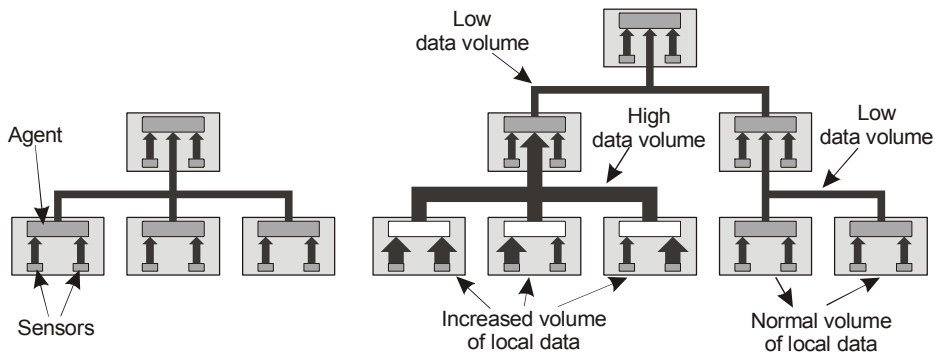 Agent
Sensors
Low
data volume
High
data volume
Low
data volume
Increased volume
of local data
Normal volume
of local data